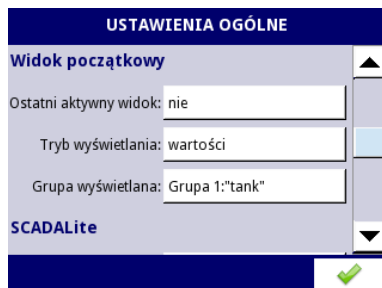 USTAWIENIA OGÓLNE
Widok początkowy
Ostatni aktywny widok: nie
Tryb wyświetlania: wartości
Grupa wyświetlana: Grupa 1:"tank"
SCADALite